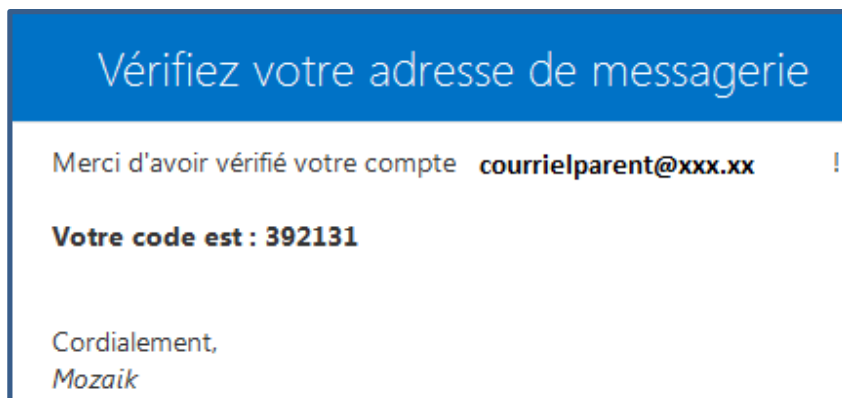 Vérifiez votre adresse de messagerie
Merci d'avoir vérifié votre compte courrielparent@xxx.xx !
Votre code est : 392131
Cordialement,
Mozaik